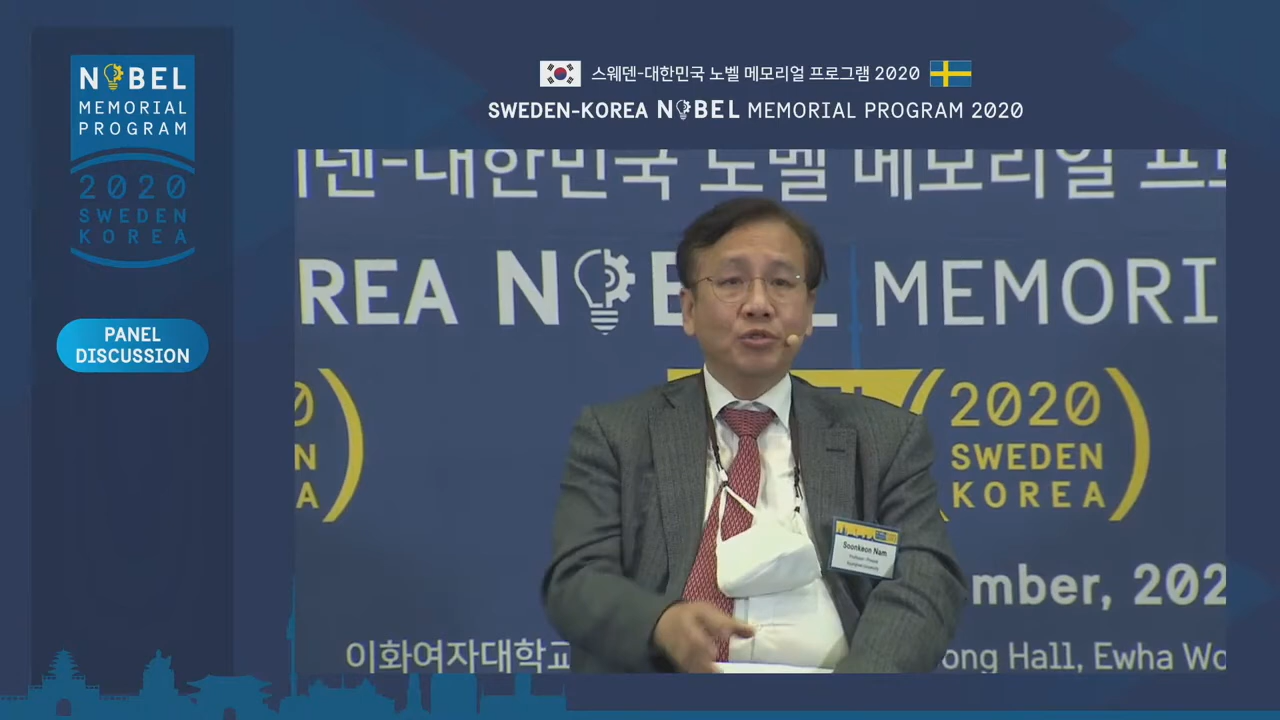 NOBEL
MEMORIAL
PROGRAM
2020
SWEDEN
KOREA
PANEL
DISCUSSION
스웨덴-대한민국 노벨 메모리얼 프로그램 2020
SWEDEN-KOREA NOBEL MEMORIAL PROGRAM 2020
덴-대한민국 노벨 메모리얼 프로
REA NOBEL MEMORI
2020
SWEDEN
KOREA
Soonkeon Nam
mber, 202
이화여자대학교
ong Hall, Ewha Wo